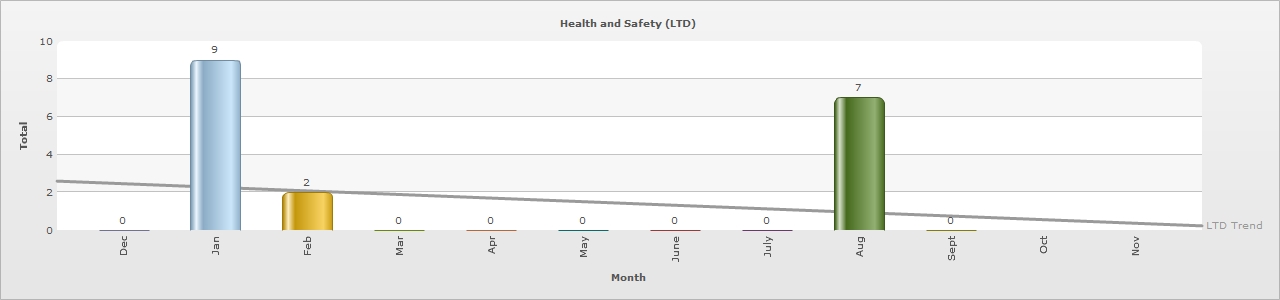 Health and Safety (LTD)
Total
10
8
6
4
2
0
0
9
2
0
0
0
0
0
7
0
LTD Trend
Dec
Jan
Feb
Mar
Apr
May
June
July
Aug
Sept
Oct
Nov
Month